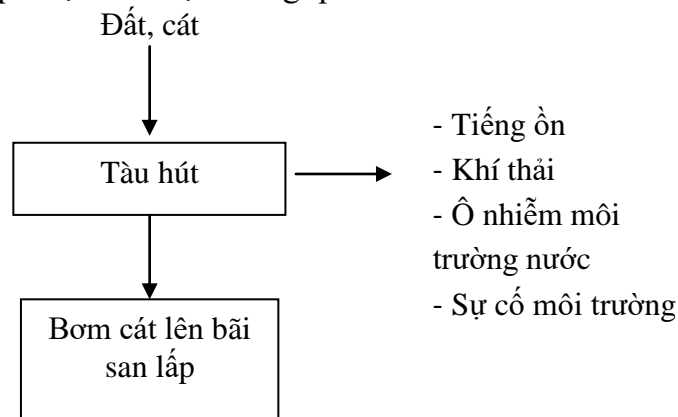 Đất, cát
Tàu hút
- Tiếng ồn
- Khí thải
- Ô nhiễm môi
trường nước
- Sự cố môi trường
Bơm cát lên bãi
san lấp